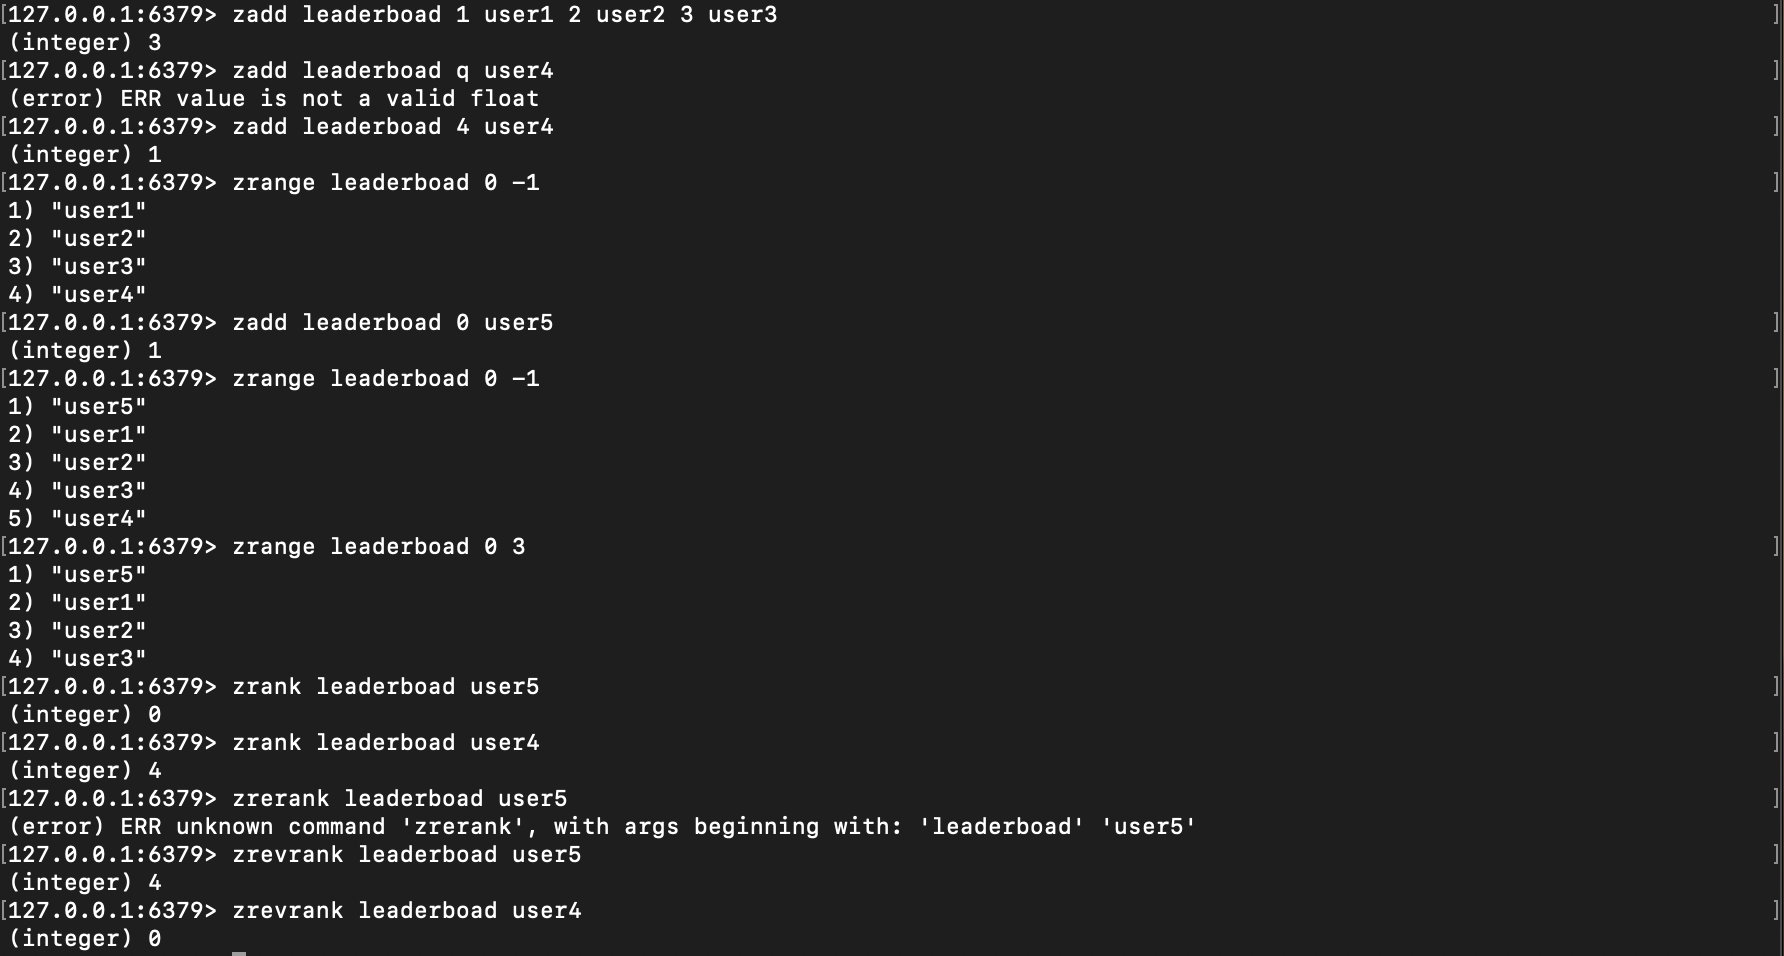 [127.0.0.1:6379> zadd leaderboad 1 user1 2 user2 3 user3 ]
(integer) 3
[127.0.0.1:6379> zadd leaderboad q user4 ]
(error) ERR value is not a valid float
[127.0.0.1:6379> zadd leaderboad 4 user4 ]
(integer) 1
[127.0.0.1:6379> zrange leaderboad 0 -1 ]
1) "user1"
2) "user2"
3) "user3"
4) "user4"
[127.0.0.1:6379> zadd leaderboad 0 user5 ]
(integer) 1
[127.0.0.1:6379> zrange leaderboad 0 -1 ]
1) "user5"
2) "user1"
3) "user2"
4) "user3"
5) "user4"
[127.0.0.1:6379> zrange leaderboad 0 3 ]
1) "user5"
2) "user1"
3) "user2"
4) "user3"
[127.0.0.1:6379> zrank leaderboad user5 ]
(integer) 0
[127.0.0.1:6379> zrank leaderboad user4 ]
(integer) 4
[127.0.0.1:6379> zrerank leaderboad user5 ]
(error) ERR unknown command 'zrerank', with args beginning with: 'leaderboad' 'user5'
[127.0.0.1:6379> zrevrank leaderboad user5 ]
(integer) 4
[127.0.0.1:6379> zrevrank leaderboad user4 ]
(integer) 0